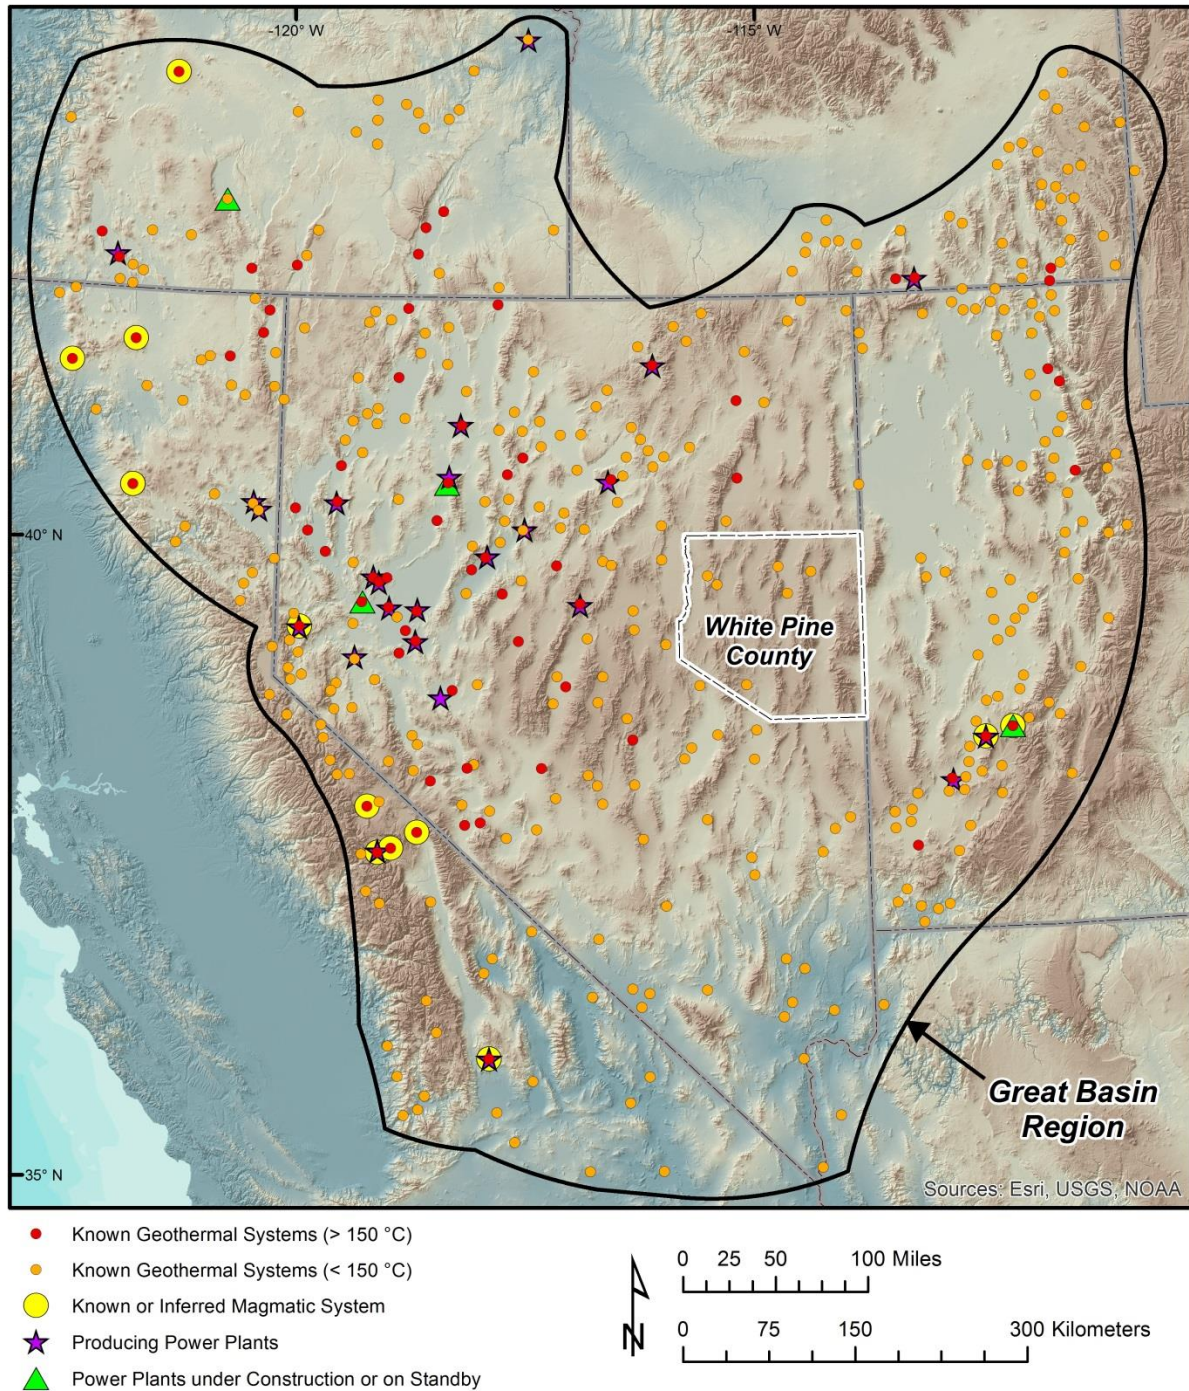 -120° W
-115° W
40° N
White Pine
County
Great Basin
Region
35° N
Sources: Esri, USGS, NOAA
Known Geothermal Systems (> 150 °C)
Known Geothermal Systems (< 150 °C)
Known or Inferred Magmatic System
Producing Power Plants
Power Plants under Construction or on Standby
N
0 25 50 100 Miles
0 75 150 300 Kilometers